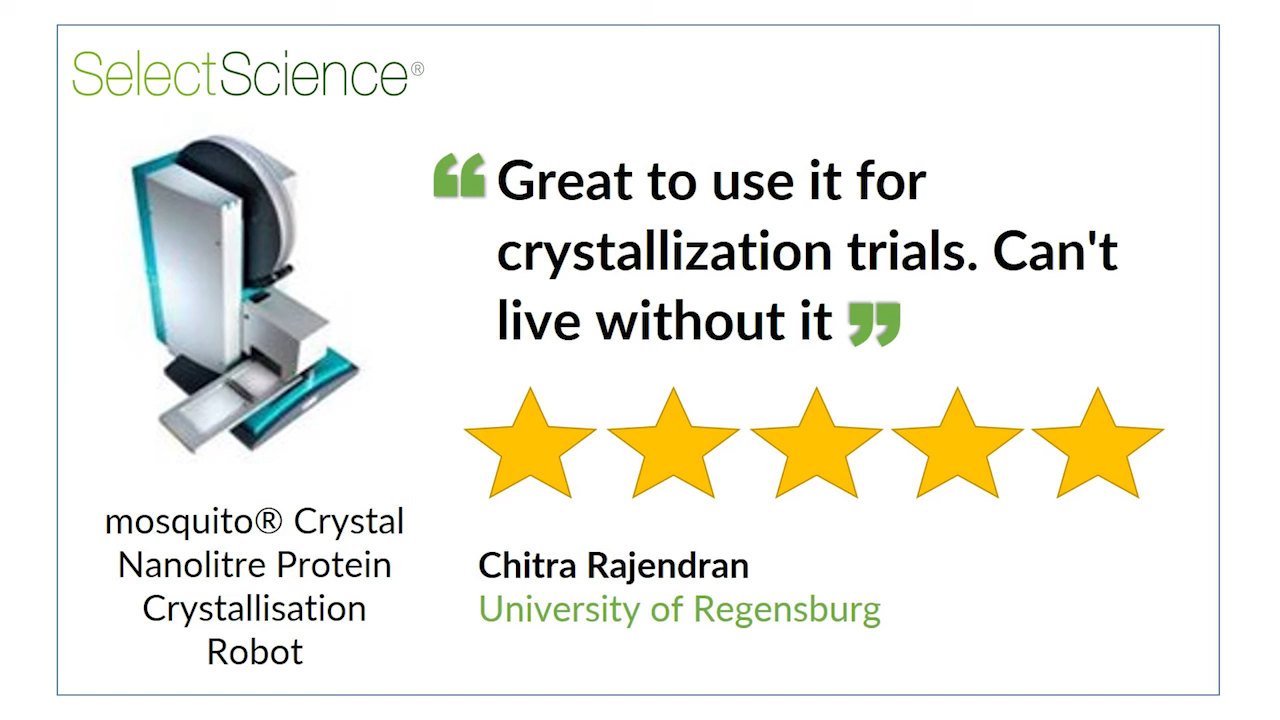 SelectScience®
“Great to use it for
crystallization trials. Can't
live without it”
mosquito® Crystal
Nanolitre Protein
Crystallisation
Robot
Chitra Rajendran
University of Regensburg